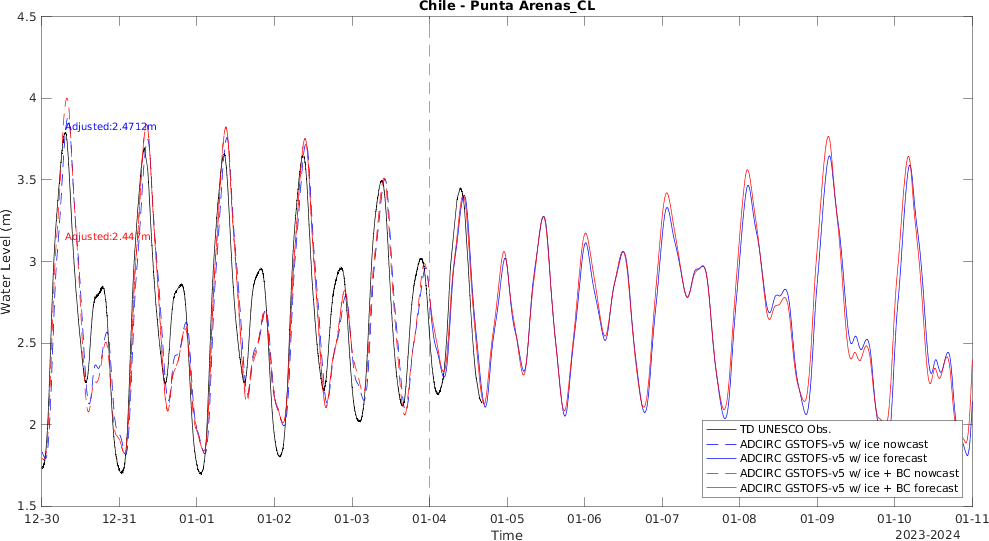 Chile - Punta Arenas_CL
4.5
4
3.5
3
2.5
2
1.5
Water Level (m)
Adjusted:2.4712m
Adjusted:2.447m
TD UNESCO Obs.
ADCIRC GSTOFS-v5 w/ ice nowcast
ADCIRC GSTOFS-v5 w/ ice forecast
ADCIRC GSTOFS-v5 w/ ice + BC nowcast
ADCIRC GSTOFS-v5 w/ ice + BC forecast
12-30 12-31 01-01 01-02 01-03 01-04 01-05 01-06 01-07 01-08 01-09 01-10 01-11
Time
2023-2024